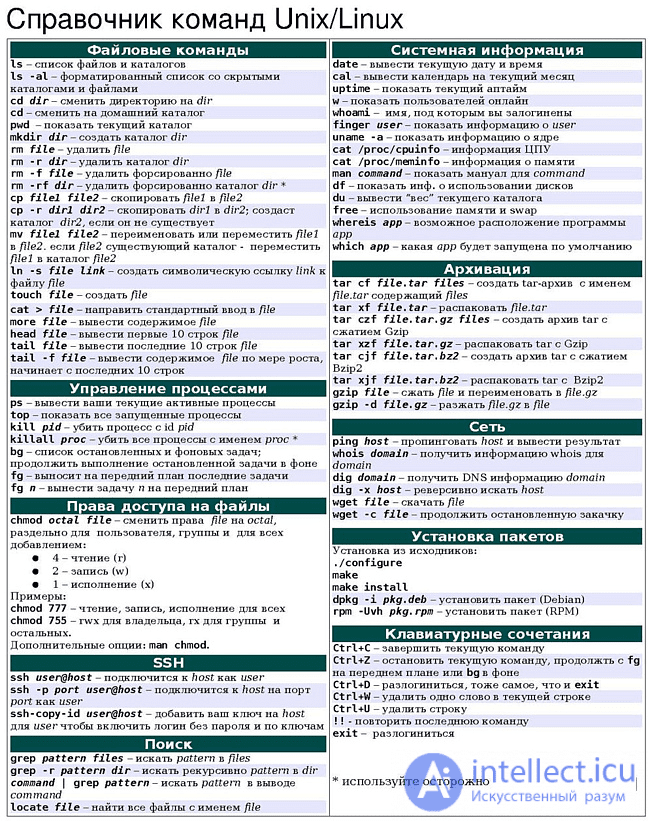 Справочник команд Unix/Linux
Файловые команды
ls – список файлов и каталогов
ls -al – форматированный список со скрытыми
каталогами и файлами
cd dir – сменить директорию на dir
cd – сменить на домашний каталог
pwd – показать текущий каталог
mkdir dir – создать каталог dir
rm file – удалить file
rm -r dir – удалить каталог dir
rm -f file – удалить форсированно file
rm -rf dir – удалить форсированно каталог dir *
cp file1 file2 – скопировать file1 в file2
cp -r dir1 dir2 – скопировать dir1 в dir2; создаст
каталог dir2, если он не существует
mv file1 file2 – переименовать или переместить file1
в file2. если file2 существующий каталог - переместить
file1 в каталог file2
ln -s file link – создать символическую ссылку link к
файлу file
touch file – создать file
cat > file – направить стандартный ввод в file
more file – вывести содержимое file
head file – вывести первые 10 строк file
tail file – вывести последние 10 строк file
tail -f file – вывести содержимое file по мере роста,
начинает с последних 10 строк
Управление процессами
ps – вывести ваши текущие активные процессы
top – показать все запущенные процессы
kill pid – убить процесс с id pid
killall proc – убить все процессы с именем proc *
bg – список остановленных и фоновых задач;
продолжить выполнение остановленной задачи в фоне
fg – выносит на передний план последние задачи
fg n – вынести задачу n на передний план
Права доступа на файлы
chmod octal file – сменить права file на octal,
раздельно для пользователя, группы и для всех
добавлением:
● 4 – чтение (r)
● 2 – запись (w)
● 1 – исполнение (x)
Примеры:
chmod 777 – чтение, запись, исполнение для всех
chmod 755 – rwx для владельца, rx для группы и
остальных.
Дополнительные опции: man chmod.
SSH
ssh user@host – подключится к host как user
ssh -p port user@host – подключится к host на порт
port как user
ssh-copy-id user@host – добавить ваш ключ на host
для user чтобы включить логин без пароля и по ключам
Поиск
grep pattern files – искать pattern в files
grep -r pattern dir – искать рекурсивно pattern в dir
command | grep pattern – искать pattern в выводе
command
locate file – найти все файлы с именем file
Системная информация
date – вывести текущую дату и время
cal – вывести календарь на текущий месяц
uptime – показать текущий аптайм
w – показать пользователей онлайн
whoami – имя, под которым вы залогинены
finger user – показать информацию о user
uname -a – показать информацию о ядре
cat /proc/cpuinfo – информация ЦПУ
cat /proc/meminfo – информация о памяти
man command – показать мануал для command
df – показать инф. о использовании дисков
du – вывести “вес” текущего каталога
free – использование памяти и swap
whereis app – возможное расположение программы
app
which app – какая app будет запущена по умолчанию
Архивация
tar cf file.tar files – создать tar-архив с именем
file.tar содержащий files
tar xf file.tar – распаковать file.tar
tar czf file.tar.gz files – создать архив tar с
сжатием Gzip
tar xzf file.tar.gz – распаковать tar с Gzip
tar cjf file.tar.bz2 – создать архив tar с сжатием
Bzip2
tar xjf file.tar.bz2 – распаковать tar с Bzip2
gzip file – сжать file и переименовать в file.gz
gzip -d file.gz – разжать file.gz в file
Сеть
ping host – пропинговать host и вывести результат
whois domain – получить информацию whois для
domain
dig domain – получить DNS информацию domain
dig -x host – реверсивно искать host
wget file – скачать file
wget -c file – продолжить остановленную закачку
Установка пакетов
Установка из исходников:
./configure
make
make install
dpkg -i pkg.deb – установить пакет (Debian)
rpm -Uvh pkg.rpm – установить пакет (RPM)
Клавиатурные сочетания
Ctrl+C – завершить текущую команду
Ctrl+Z – остановить текущую команду, продолжть с fg
на переднем плане или bg в фоне
Ctrl+D – разлогиниться, тоже самое, что и exit
Ctrl+W – удалить одно слово в текущей строке
Ctrl+U – удалить строку
!! - повторить последнюю команду
exit – разлогиниться
* используйте осторожно
Ai intellect.icu
Искусственный разум